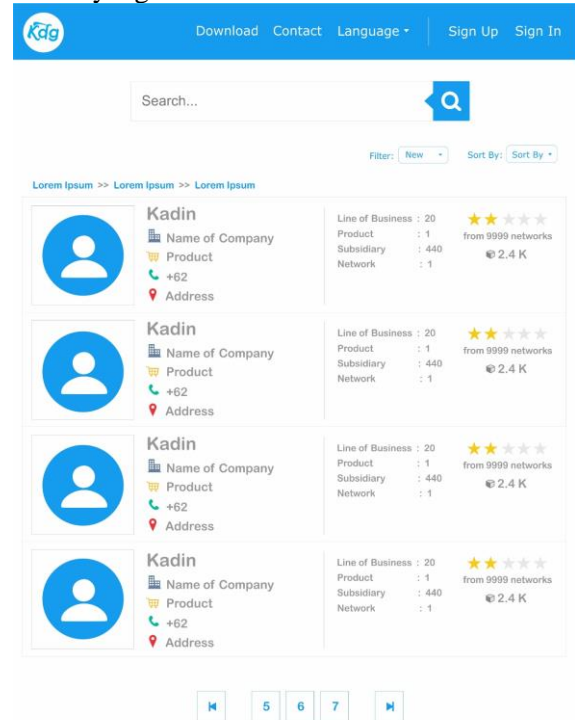 Kdg Download Contact Language Sign Up Sign In
Search...
Filter: New Sort By: Sort By
Lorem Ipsum >> Lorem Ipsum >> Lorem Ipsum
Kadin
Name of Company
Product
+62
Address
Line of Business : 20
Product : 1
Subsidiary : 440
Network : 1
from 9999 networks
2.4 K
Kadin
Name of Company
Product
+62
Address
Line of Business : 20
Product : 1
Subsidiary : 440
Network : 1
from 9999 networks
2.4 K
Kadin
Name of Company
Product
+62
Address
Line of Business : 20
Product : 1
Subsidiary : 440
Network : 1
from 9999 networks
2.4 K
Kadin
Name of Company
Product
+62
Address
Line of Business : 20
Product : 1
Subsidiary : 440
Network : 1
from 9999 networks
2.4 K
5 6 7